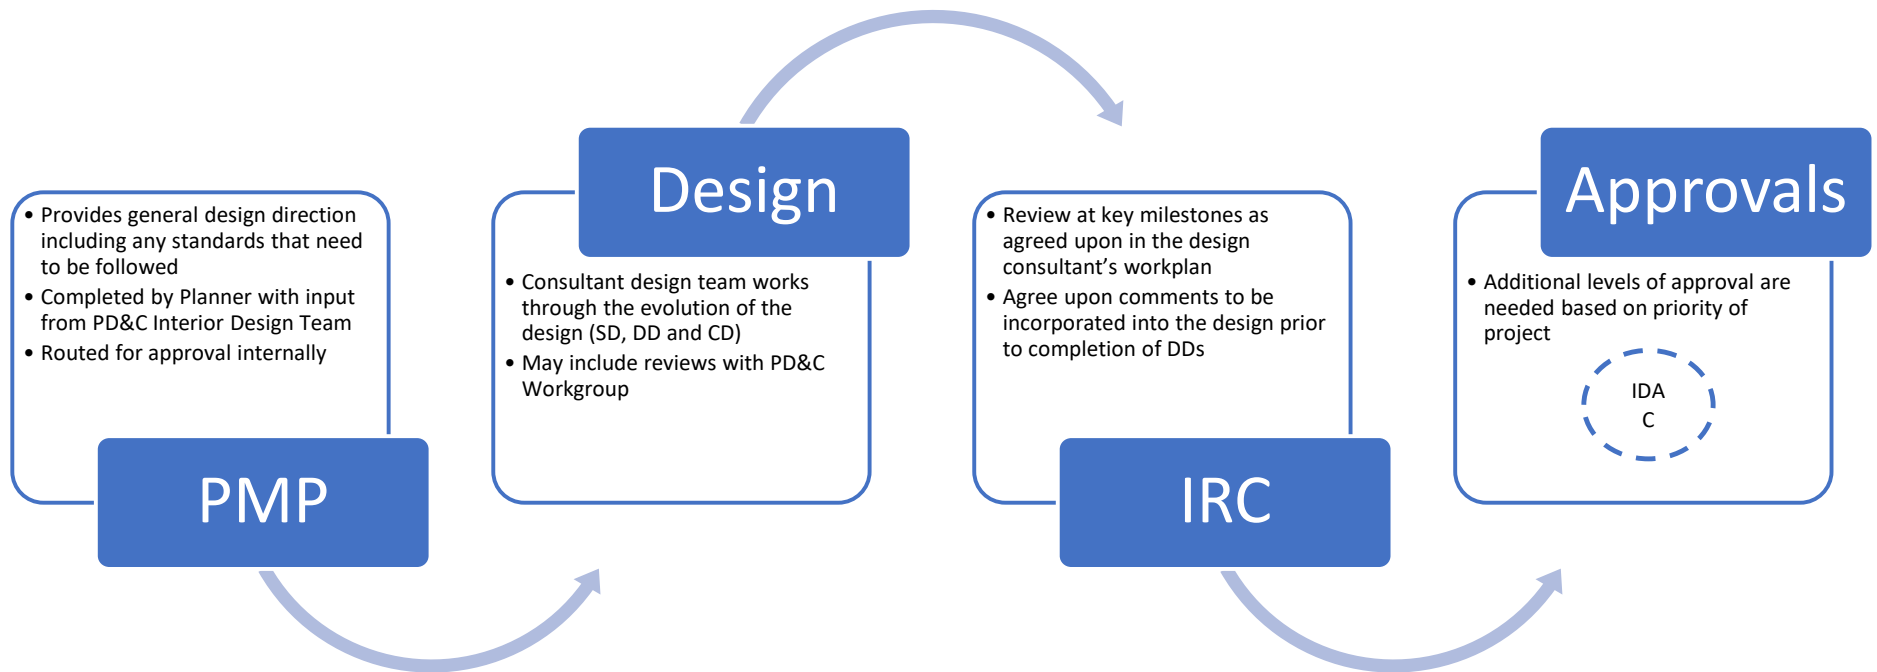 • Provides general design direction
including any standards that need
to be followed
• Completed by Planner with input
from PD&C Interior Design Team
• Routed for approval internally
PMP
Design
• Consultant design team works
through the evolution of the
design (SD, DD and CD)
• May include reviews with PD&C
Workgroup
• Review at key milestones as
agreed upon in the design
consultant’s workplan
• Agree upon comments to be
incorporated into the design prior
to completion of DDs
IRC
Approvals
• Additional levels of approval are
needed based on priority of
project
IDA
C